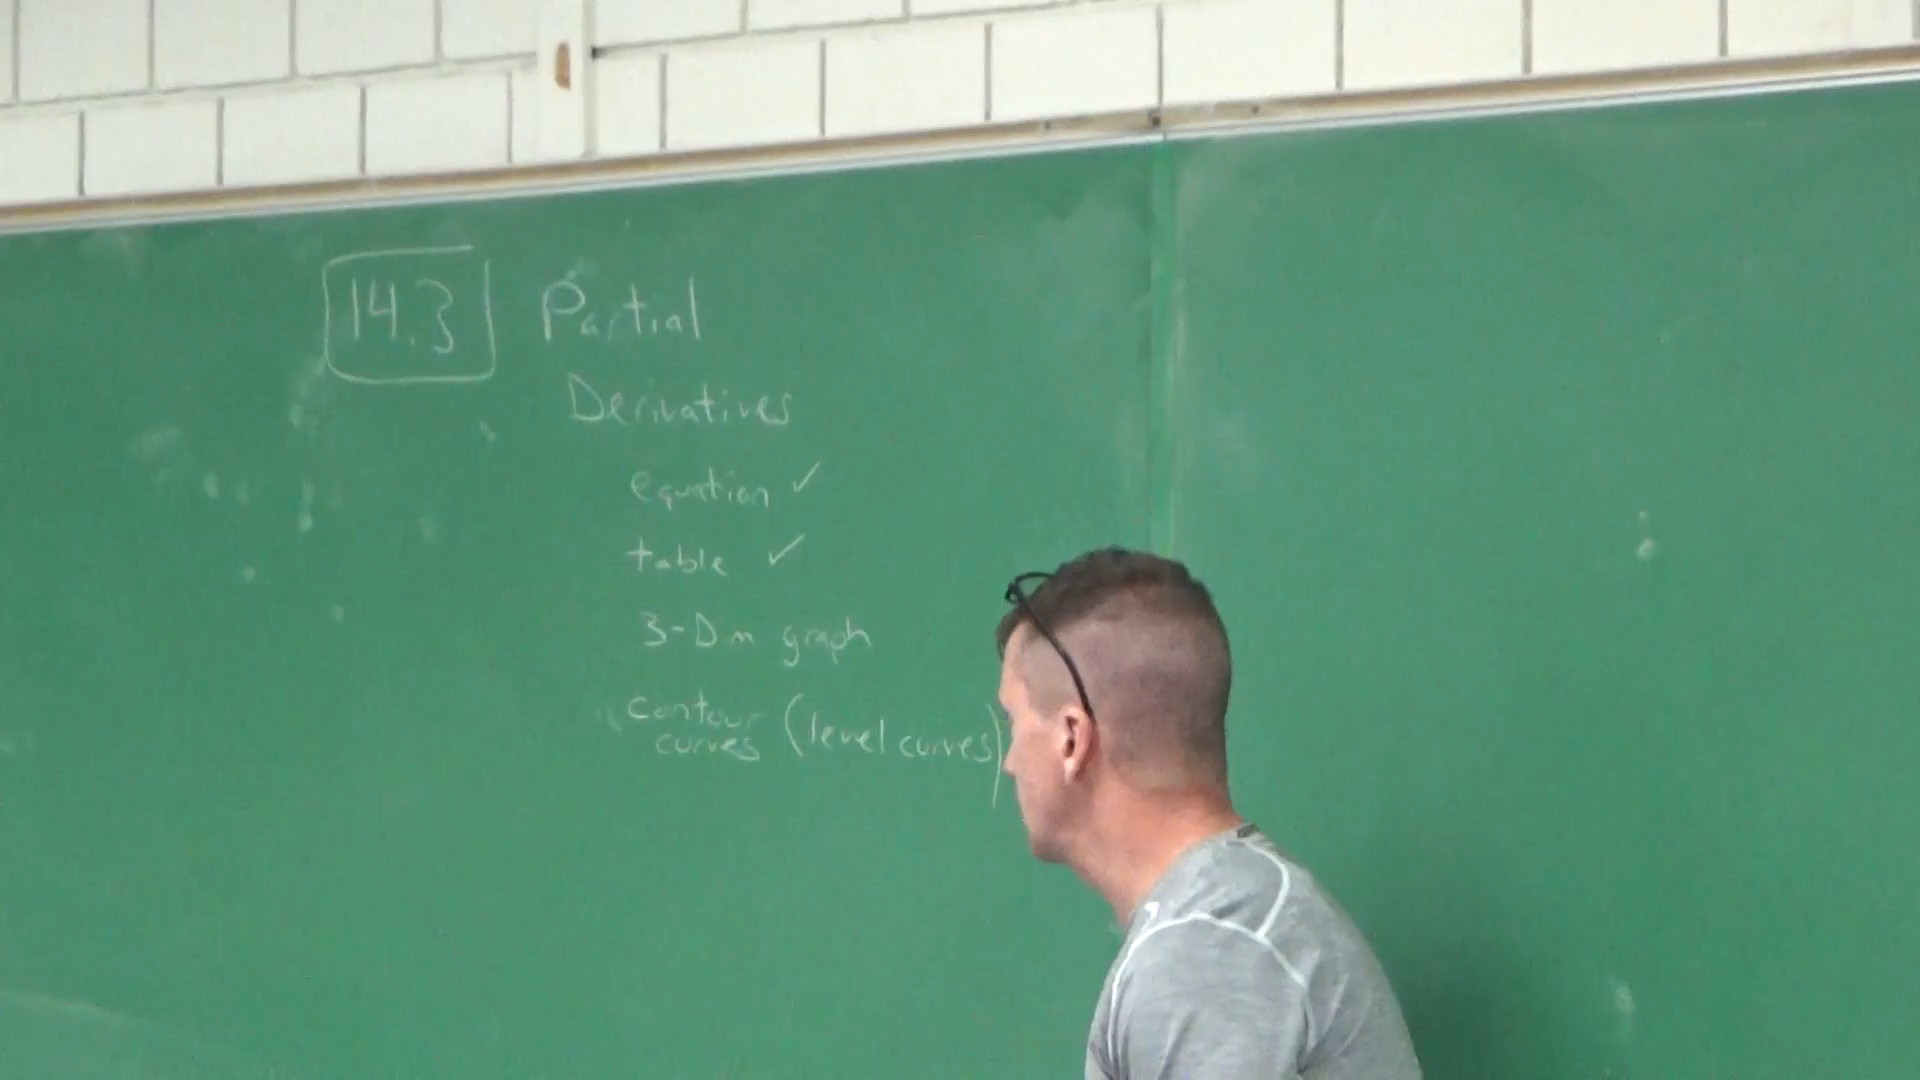 14.3 Partial
Derivatives
equation ✓
table ✓
3-Dim graph
contour
curves (level curves)